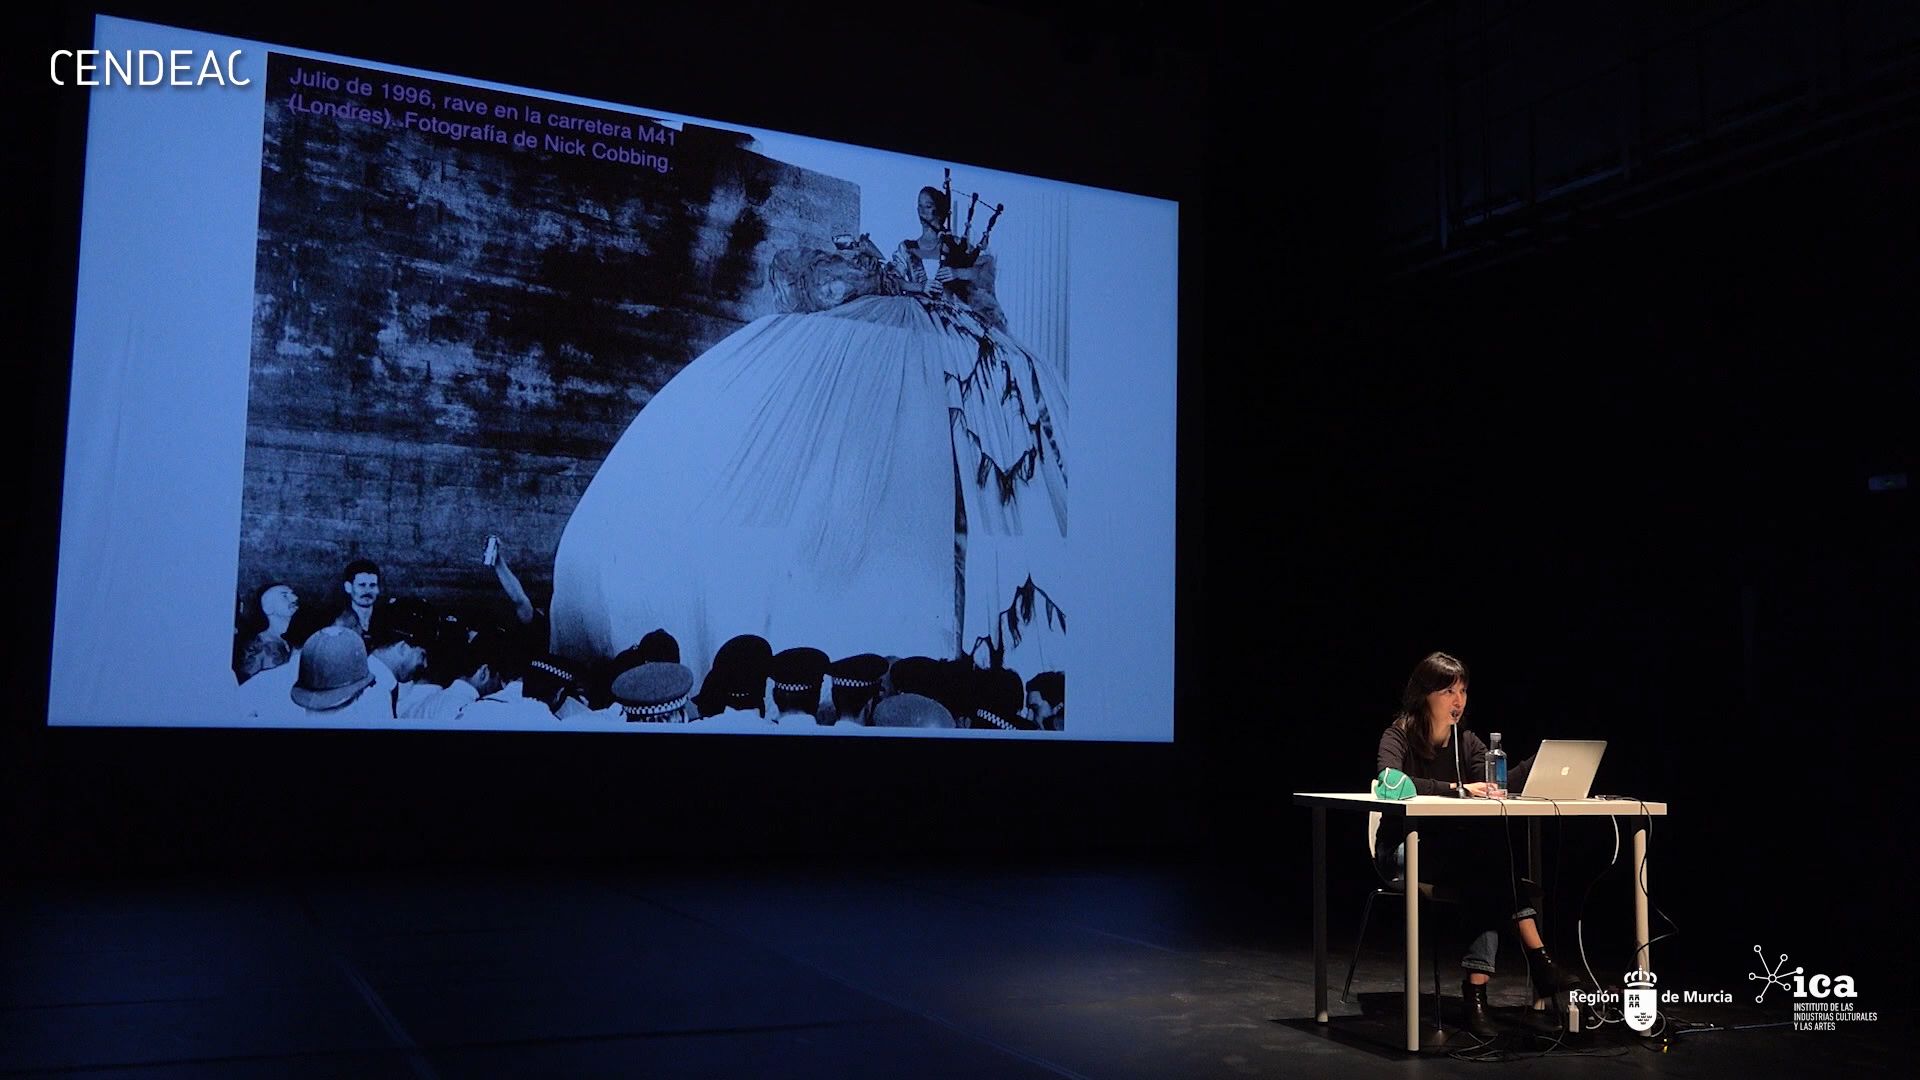 CENDEAC
Julio de 1996, rave en la carretera M41
(Londres). Fotografía de Nick Cobbing.
Región de Murcia
ica
INSTITUTO DE LAS
INDUSTRIAS CULTURALES
Y LAS ARTES